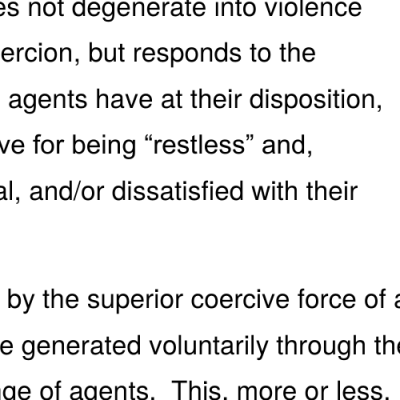 es not degenerate into violence
ercion, but responds to the
agents have at their disposition,
ve for being “restless” and,
al, and/or dissatisfied with their
by the superior coercive force of a
e generated voluntarily through the
nge of agents.  This, more or less,